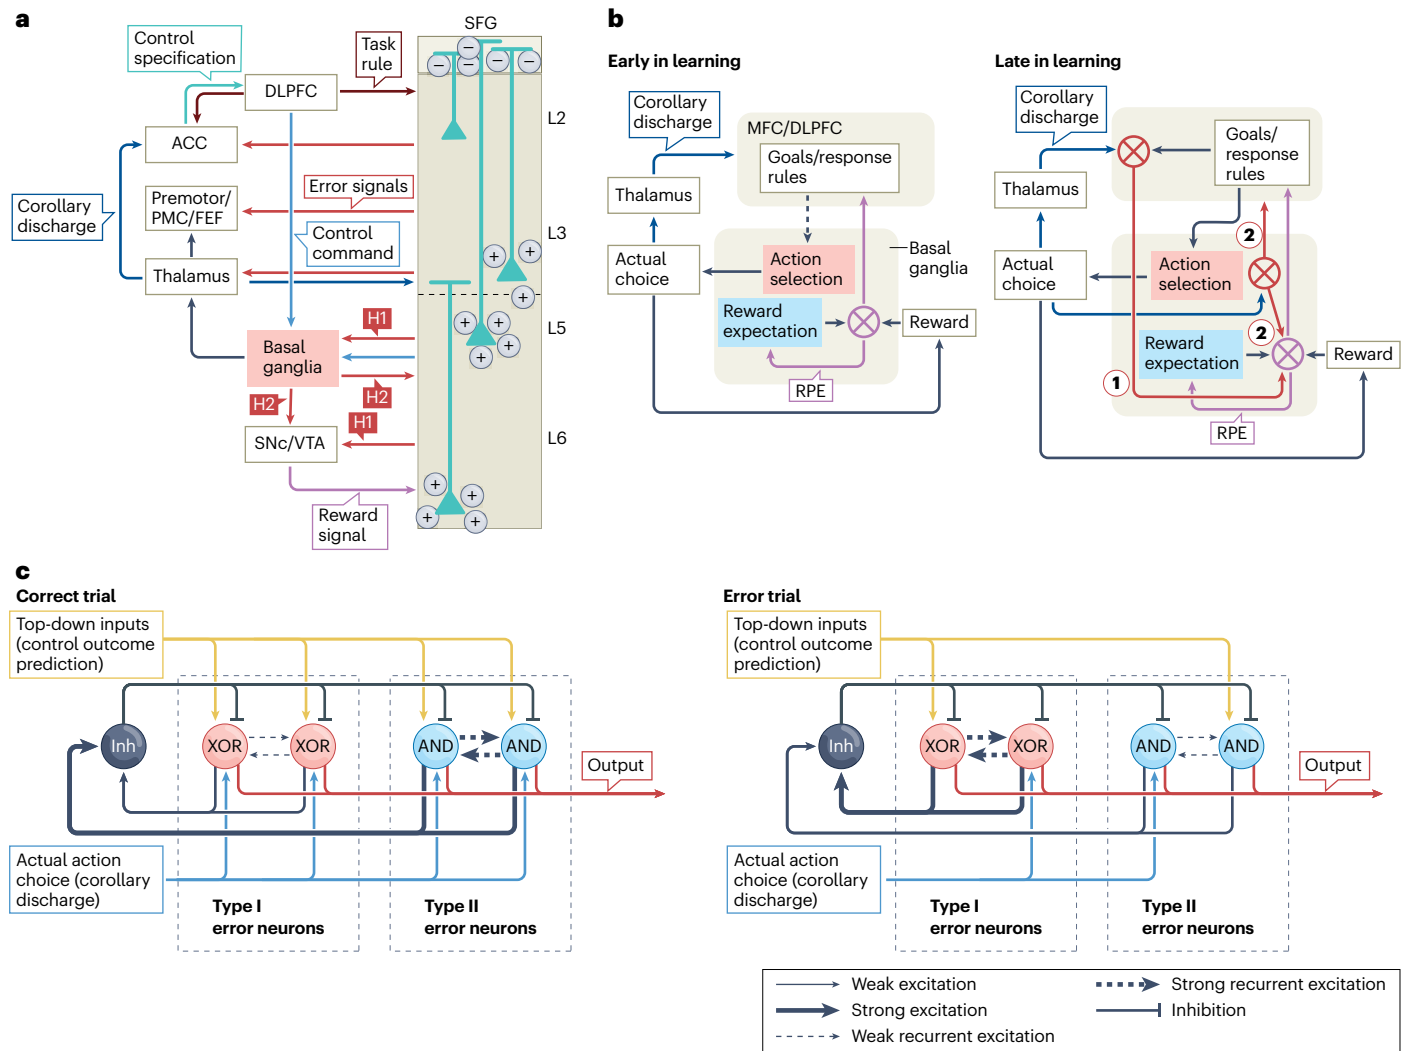 a
SFG
Control
specification
Task
rule
DLPFC
ACC
L2
Error signals
Premotor/
PMC/FEF
Corollary
discharge
Control
command
L3
Thalamus
H1
L5
Basal
ganglia
H2
H2
H1
SNc/VTA
L6
Reward
signal
− − − − −
+ + + + + + + + + + +
b
Early in learning
Corollary
discharge
MFC/DLPFC
Goals/response
rules
Thalamus
Actual
choice
Action
selection
Basal
ganglia
Reward
expectation
Reward
RPE
Late in learning
Corollary
discharge
Goals/
response
rules
Thalamus
2
Actual
choice
Action
selection
2
Reward
expectation
Reward
1
RPE
c
Correct trial
Top-down inputs
(control outcome
prediction)
Inh
XOR
XOR
AND
AND
Output
Actual action
choice (corollary
discharge)
Type I
error neurons
Type II
error neurons
Error trial
Top-down inputs
(control outcome
prediction)
Inh
XOR
XOR
AND
AND
Output
Actual action
choice (corollary
discharge)
Type I
error neurons
Type II
error neurons
Weak excitation
Strong excitation
Weak recurrent excitation
Strong recurrent excitation
Inhibition